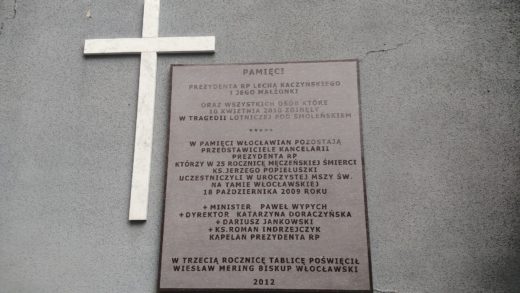 PAMIĘCI
PREZYDENTA RP LECHA KACZYŃSKIEGO
I JEGO MAŁŻONKI
ORAZ WSZYSTKICH OSÓB KTÓRE
10 KWIETNIA 2010 ZGINĘŁY
W TRAGEDII LOTNICZEJ POD SMOLEŃSKIEM
*****
W PAMIĘCI WŁOCŁAWIAN POZOSTAJĄ
PRZEDSTAWICIELE KANCELARII
PREZYDENTA RP
KTÓRZY W 25 ROCZNICĘ MĘCZEŃSKIEJ ŚMIERCI
KS.JERZEGO POPIEŁUSZKI
UCZESTNICZYLI W UROCZYSTEJ MSZY ŚW.
NA TAMIE WŁOCŁAWSKIEJ
18 PAŹDZIERNIKA 2009 ROKU
+ MINISTER PAWEŁ WYPYCH
+ DYREKTOR KATARZYNA DORACZYŃSKA
+ DARIUSZ JANKOWSKI
+ KS.ROMAN INDRZEJCZYK
KAPELAN PREZYDENTA RP
W TRZECIĄ ROCZNICĘ TABLICĘ POŚWIĘCIŁ
WIESŁAW MERING BISKUP WŁOCŁAWSKI
2012